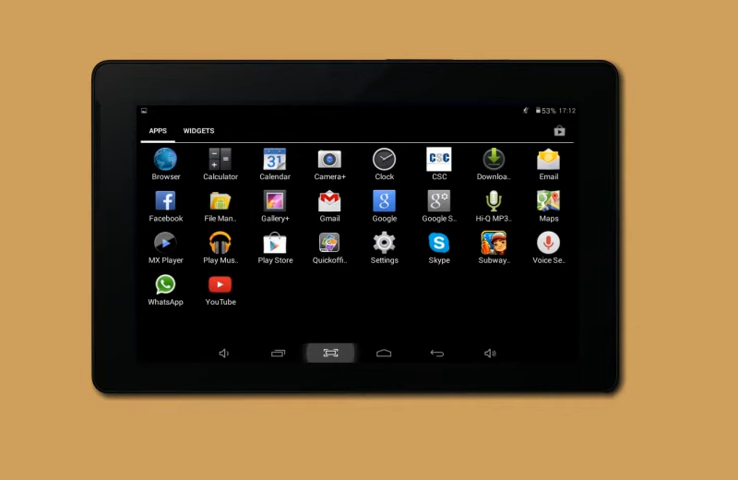 53% 17:12
APPS WIDGETS
Browser Calculator Calendar Camera+ Clock CSC Downloa.. Email
Facebook File Man.. Gallery+ Gmail Google Google S.. Hi-Q MP3.. Maps
MX Player Play Mus.. Play Store Quickoffi.. Settings Skype Subway.. Voice Se..
WhatsApp YouTube